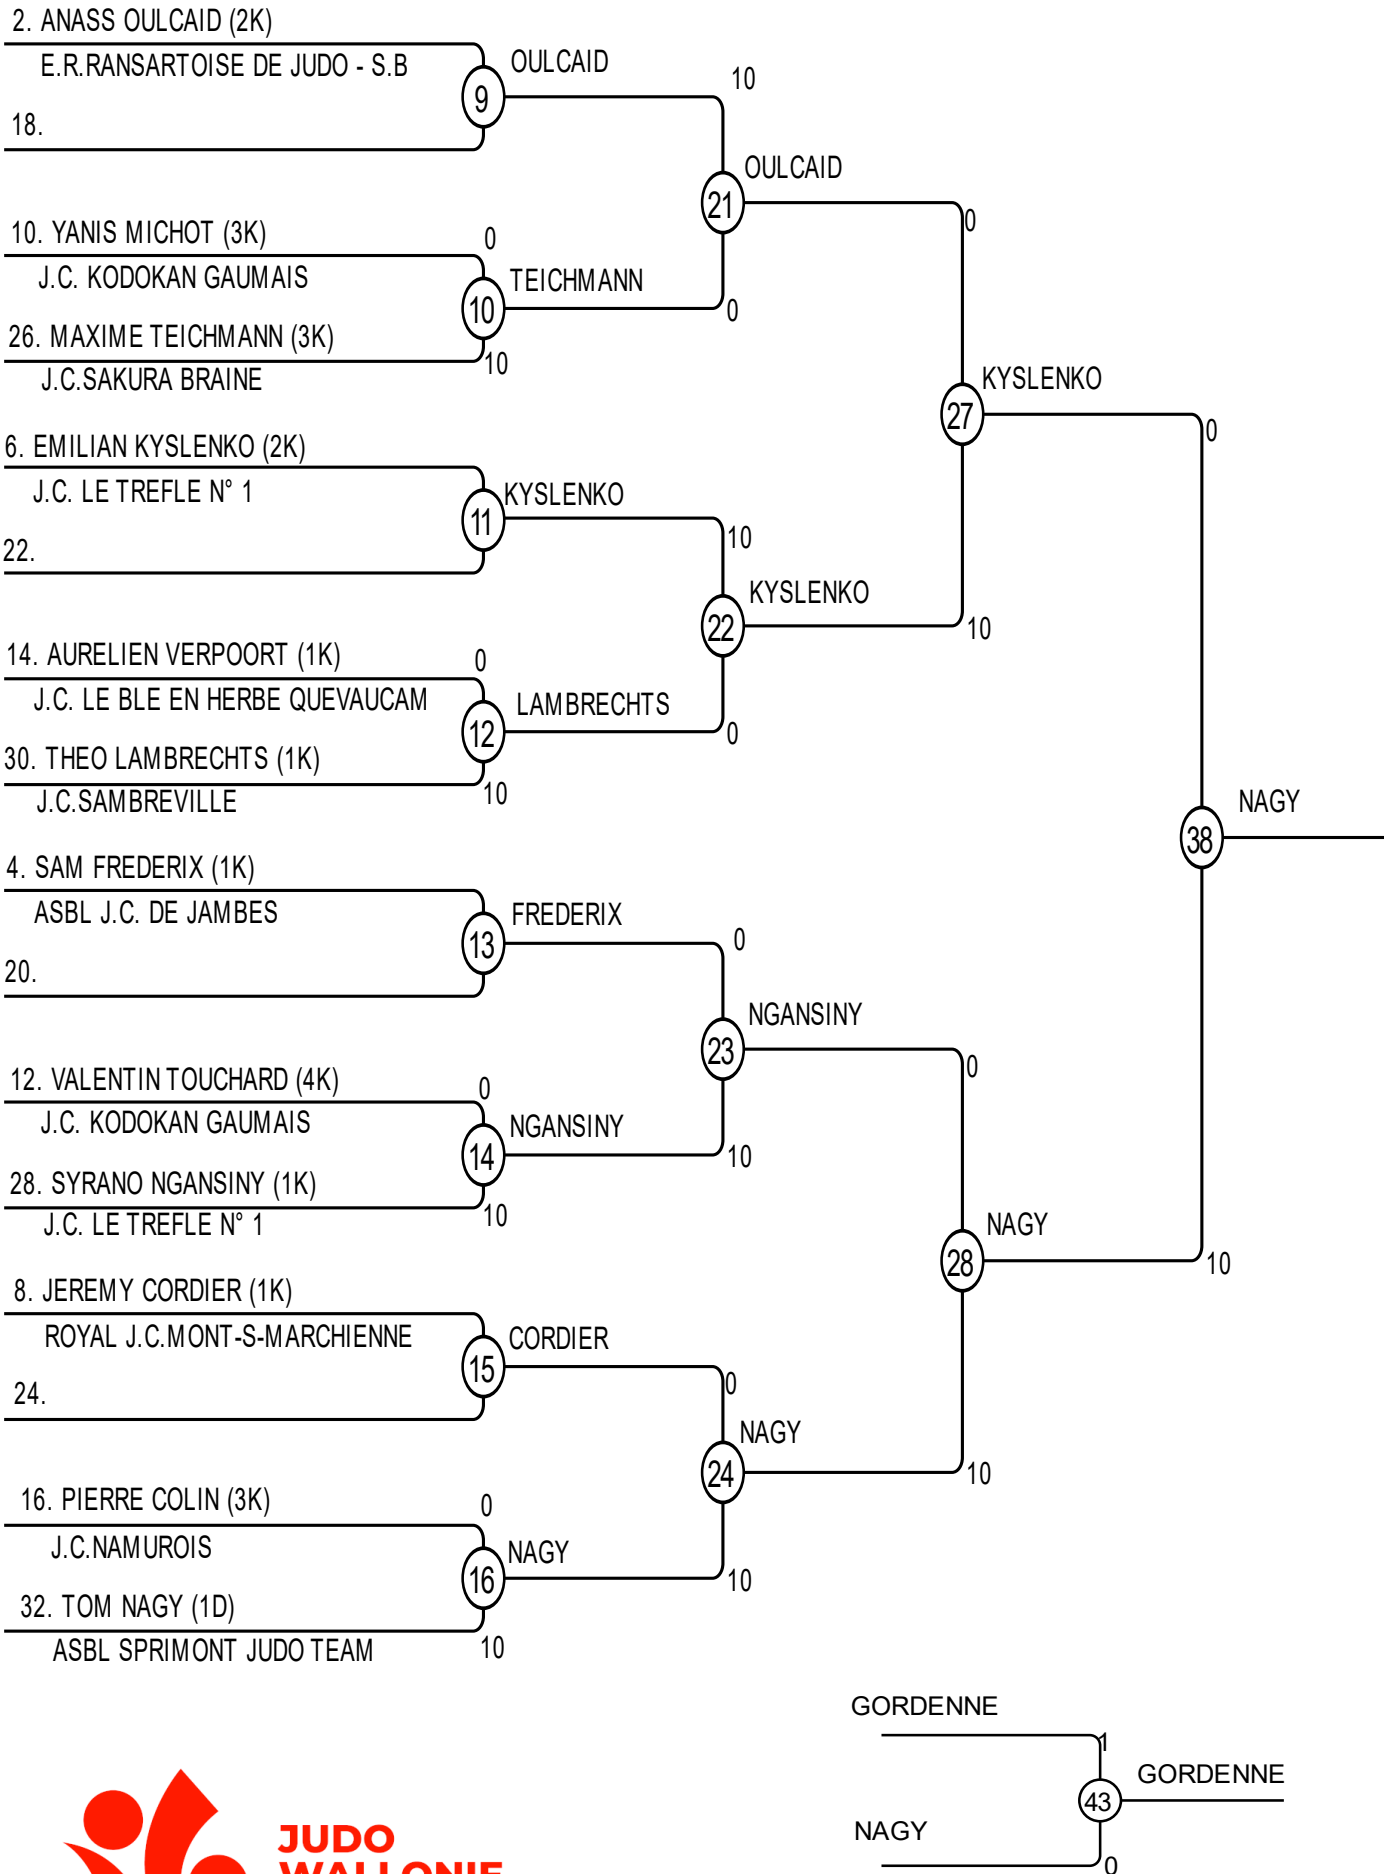 2. ANASS OULCAID (2K)
E.R.RANSARTOISE DE JUDO - S.B
9
OULCAID
10
18.
21
OULCAID
0
10. YANIS MICHOT (3K)
0
J.C. KODOKAN GAUMAIS
10
TEICHMANN
0
26. MAXIME TEICHMANN (3K)
10
J.C.SAKURA BRAINE
27
KYSLENKO
0
6. EMILIAN KYSLENKO (2K)
J.C. LE TREFLE N° 1
11
KYSLENKO
10
22.
22
KYSLENKO
10
14. AURELIEN VERPOORT (1K)
0
J.C. LE BLE EN HERBE QUEVAUCAM
12
LAMBRECHTS
0
30. THEO LAMBRECHTS (1K)
10
J.C.SAMBREVILLE
38
NAGY
4. SAM FREDERIX (1K)
ASBL J.C. DE JAMBES
13
FREDERIX
0
20.
23
NGANSINY
0
12. VALENTIN TOUCHARD (4K)
0
J.C. KODOKAN GAUMAIS
14
NGANSINY
10
28. SYRANO NGANSINY (1K)
10
J.C. LE TREFLE N° 1
28
NAGY
10
8. JEREMY CORDIER (1K)
ROYAL J.C.MONT-S-MARCHIENNE
15
CORDIER
0
24.
24
NAGY
10
16. PIERRE COLIN (3K)
0
J.C.NAMUROIS
16
NAGY
10
32. TOM NAGY (1D)
10
ASBL SPRIMONT JUDO TEAM
GORDENNE
1
43
GORDENNE
NAGY
0
JUDO
WALLONIE